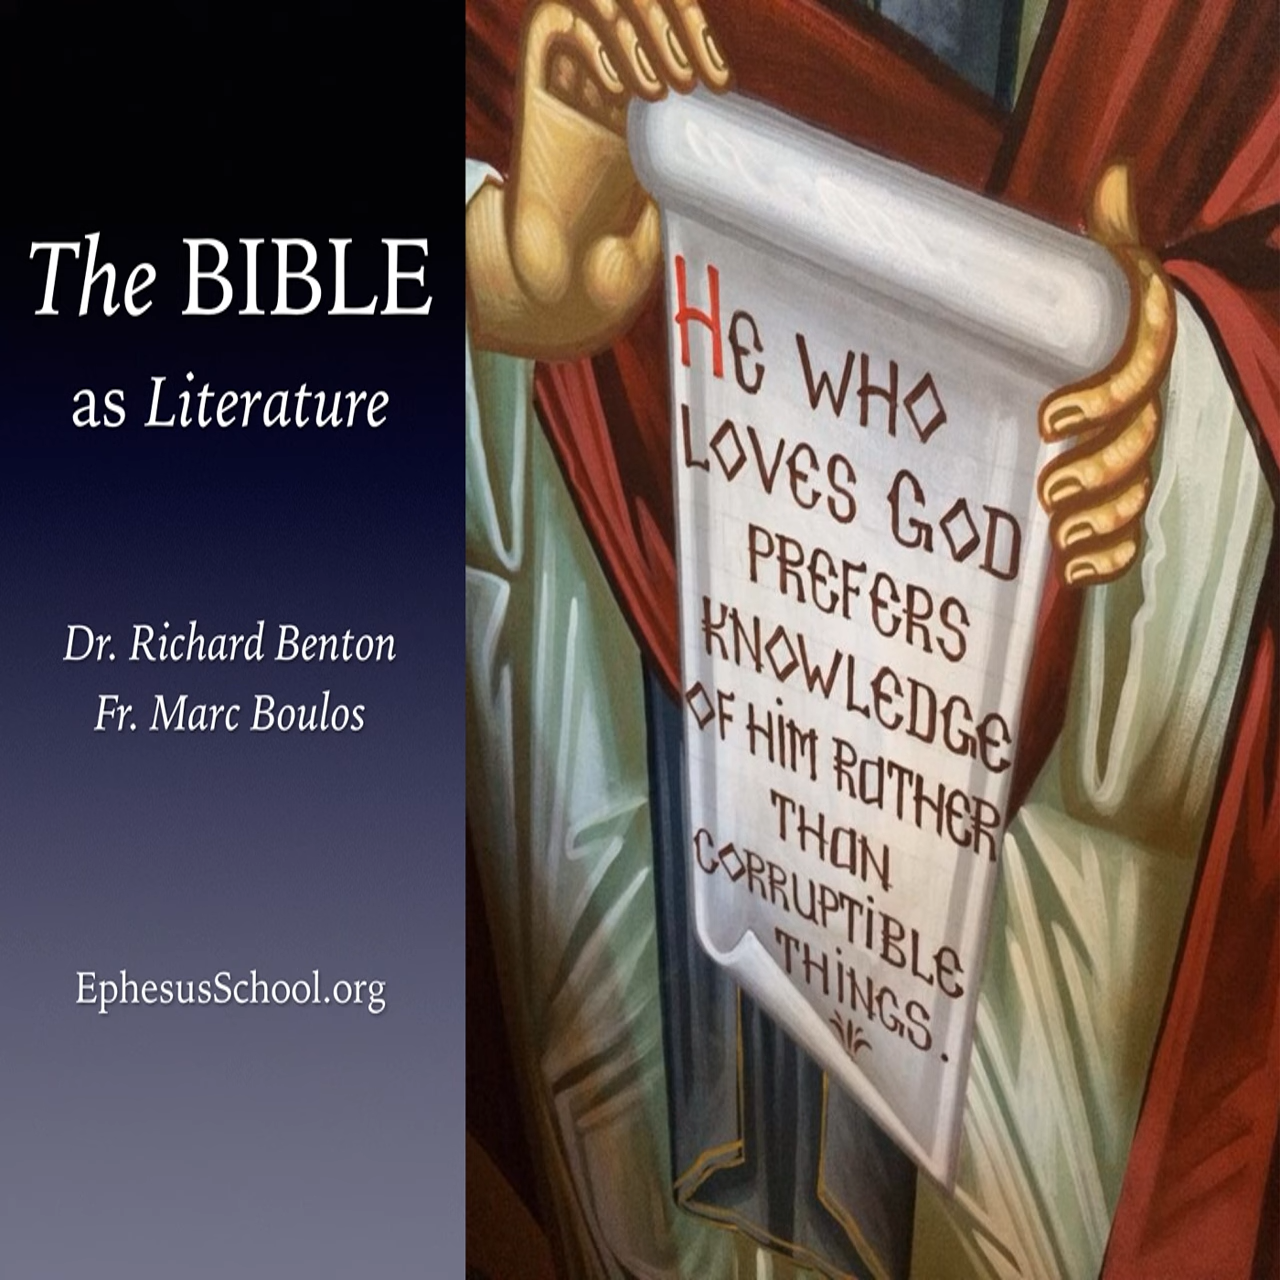 The BIBLE
as Literature
Dr. Richard Benton
Fr. Marc Boulos
EphesusSchool.org
HE WHO
LOVES GOD
PREFERS
KNOWLEDGE
OF HIM RATHER
THAN
CORRUPTIBLE
THINGS.